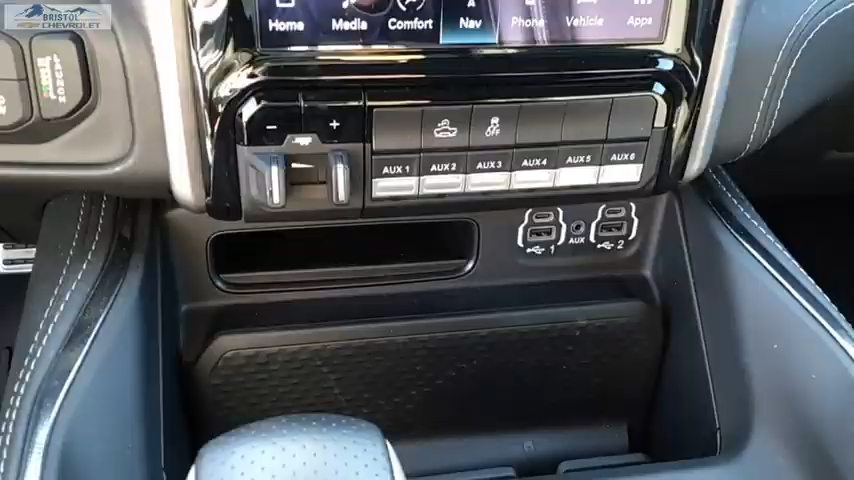 BRISTOL
CHEVROLET
Home Media Comfort Nav Phone Vehicle Apps
- +
OFF
AUX 1 AUX 2 AUX 3 AUX 4 AUX 5 AUX 6
1 AUX 2